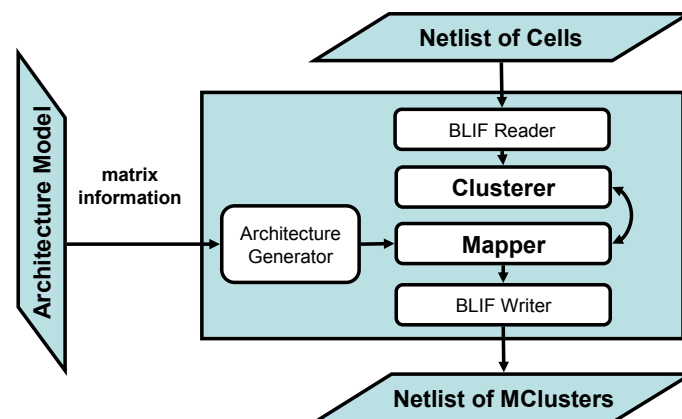 Netlist of Cells
BLIF Reader
Architecture Model
matrix
information
Clusterer
Architecture
Generator
Mapper
BLIF Writer
Netlist of MClusters